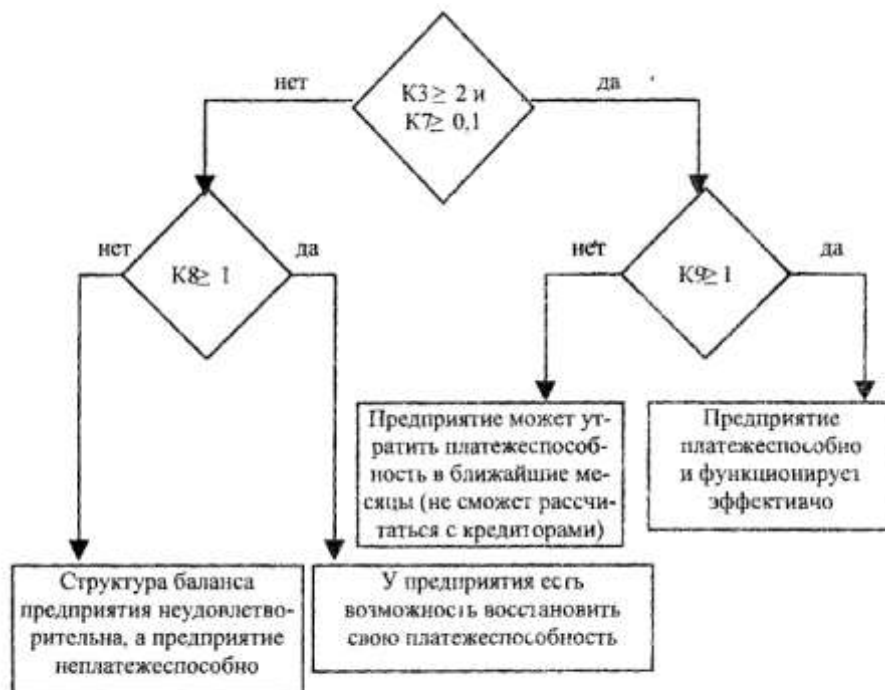 нет
К3 ≥ 2 и
К7≥ 0,1
да
нет
К8≥ 1
да
нет
К9≥1
да
Предприятие может ут-
ратить платежеспособ-
ность в ближайшие ме-
сяцы (не сможет рассчи-
таться с кредиторами)
Предприятие
платежеспособно
и функционирует
эффективно
Структура баланса
предприятия неудовлетво-
рительна, а предприятие
неплатежеспособно
У предприятия есть
возможность восстановить
свою платежеспособность